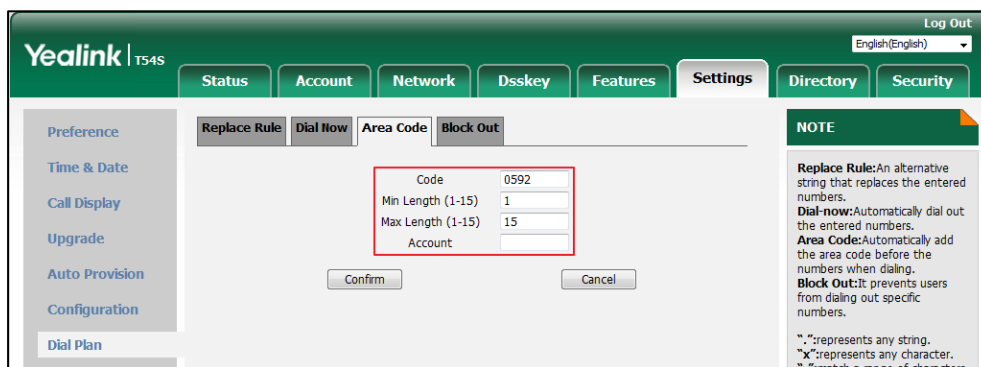 Log Out
English(English)
Yealink T54S
Status Account Network Dsskey Features Settings Directory Security
Preference
Time & Date
Call Display
Upgrade
Auto Provision
Configuration
Dial Plan
Replace Rule Dial Now Area Code Block Out
Code 0592
Min Length (1-15) 1
Max Length (1-15) 15
Account
Confirm Cancel
NOTE
Replace Rule:An alternative
string that replaces the entered
numbers.
Dial-now:Automatically dial out
the entered numbers.
Area Code:Automatically add
the area code before the
numbers when dialing.
Block Out:It prevents users
from dialing out specific
numbers.
".":represents any string.
"x":represents any character.